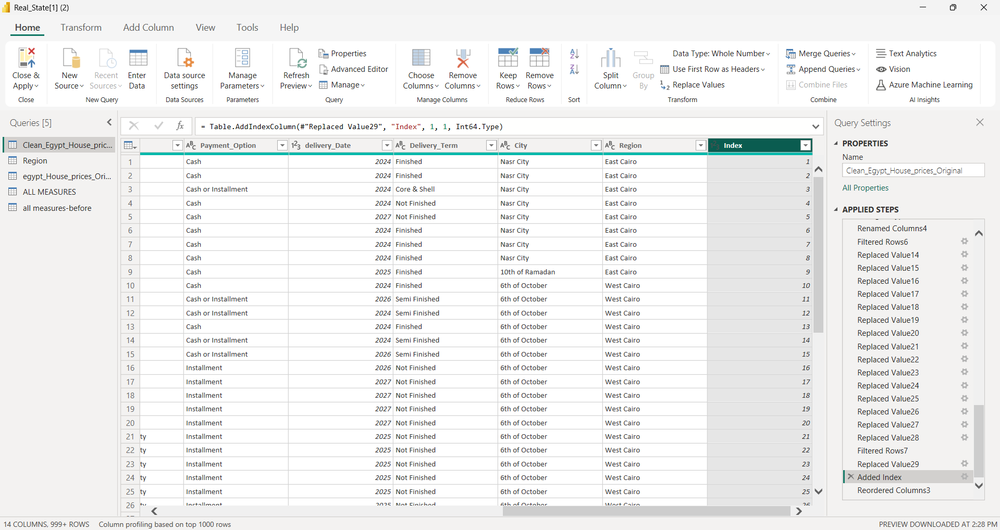 Real_State[1] (2)
Home Transform Add Column View Tools Help
Close & Apply
Close
New Source
Recent Sources
Enter Data
New Query
Data source settings
Data Sources
Manage Parameters
Parameters
Refresh Preview
Properties
Advanced Editor
Manage
Query
Choose Columns
Remove Columns
Manage Columns
Keep Rows
Remove Rows
Reduce Rows
Sort
Split Column
Group By
Data Type: Whole Number
Use First Row as Headers
Replace Values
Transform
Merge Queries
Append Queries
Combine Files
Combine
Text Analytics
Vision
Azure Machine Learning
AI Insights
Queries [5]
Clean_Egypt_House_pric...
Region
egypt_House_prices_Ori...
ALL MEASURES
all measures-before
= Table.AddIndexColumn(#"Replaced Value29", "Index", 1, 1, Int64.Type)
Payment_Option delivery_Date Delivery_Term City Region Index
1 Cash 2024 Finished Nasr City East Cairo 1
2 Cash 2024 Finished Nasr City East Cairo 2
3 Cash or Installment 2024 Core & Shell Nasr City East Cairo 3
4 Cash 2024 Not Finished Nasr City East Cairo 4
5 Cash 2027 Not Finished Nasr City East Cairo 5
6 Cash 2024 Finished Nasr City East Cairo 6
7 Cash 2024 Finished Nasr City East Cairo 7
8 Cash 2024 Finished Nasr City East Cairo 8
9 Cash 2025 Finished 10th of Ramadan East Cairo 9
10 Cash 2024 Finished 6th of October West Cairo 10
11 Cash or Installment 2026 Semi Finished 6th of October West Cairo 11
12 Cash or Installment 2024 Semi Finished 6th of October West Cairo 12
13 Cash 2024 Finished 6th of October West Cairo 13
14 Cash or Installment 2024 Semi Finished 6th of October West Cairo 14
15 Cash or Installment 2026 Semi Finished 6th of October West Cairo 15
16 Installment 2026 Not Finished 6th of October West Cairo 16
17 Installment 2027 Not Finished 6th of October West Cairo 17
18 Installment 2027 Not Finished 6th of October West Cairo 18
19 Installment 2027 Not Finished 6th of October West Cairo 19
20 Installment 2027 Not Finished 6th of October West Cairo 20
21 ty Installment 2025 Not Finished 6th of October West Cairo 21
22 ty Installment 2025 Not Finished 6th of October West Cairo 22
23 ty Installment 2025 Not Finished 6th of October West Cairo 23
24 ty Installment 2025 Not Finished 6th of October West Cairo 24
25 ty Installment 2025 Not Finished 6th of October West Cairo 25
26 ty Installment 2025 Not Finished 6th of October West Cairo 26
Query Settings
PROPERTIES
Name
Clean_Egypt_House_prices_Original
All Properties
APPLIED STEPS
Renamed Columns4
Filtered Rows6
Replaced Value14
Replaced Value15
Replaced Value16
Replaced Value17
Replaced Value18
Replaced Value19
Replaced Value20
Replaced Value21
Replaced Value22
Replaced Value23
Replaced Value24
Replaced Value25
Replaced Value26
Replaced Value27
Replaced Value28
Filtered Rows7
Replaced Value29
Added Index
Reordered Columns3
14 COLUMNS, 999+ ROWS Column profiling based on top 1000 rows
PREVIEW DOWNLOADED AT 2:28 PM